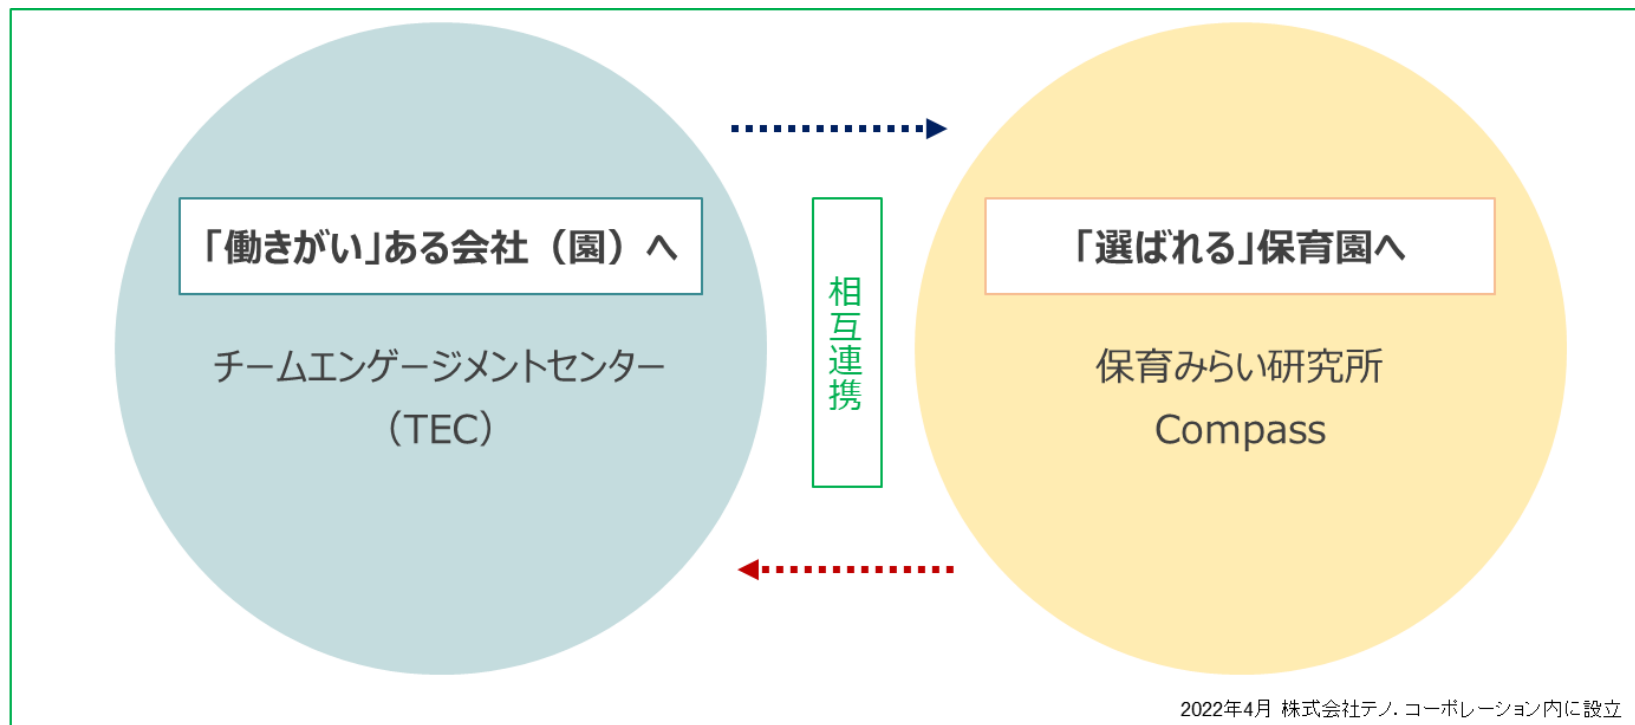 「働きがい」ある会社（園）へ
チームエンゲージメントセンター
（TEC）
相互連携
「選ばれる」保育園へ
保育みらい研究所
Compass
2022年4月 株式会社テノ.コーポレーション内に設立